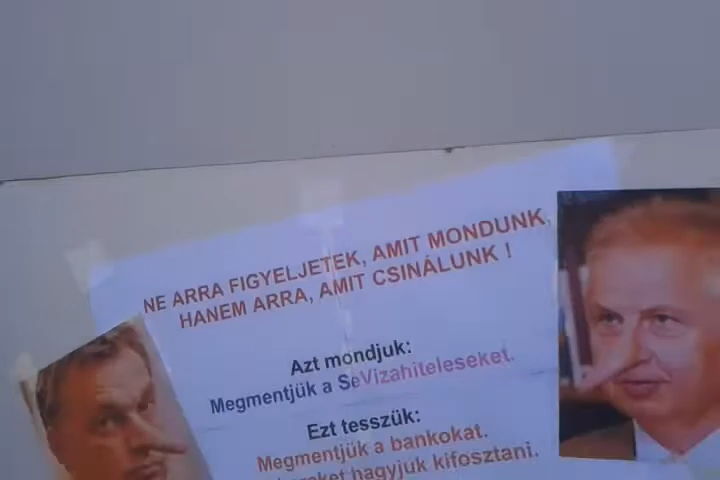 NE ARRA FIGYELJETEK, AMIT MONDUNK,
HANEM ARRA, AMIT CSINÁLUNK !
Azt mondjuk:
Megmentjük a SeVizahiteleseket.
Ezt tesszük:
Megmentjük a bankokat.
hagyjuk kifosztani.